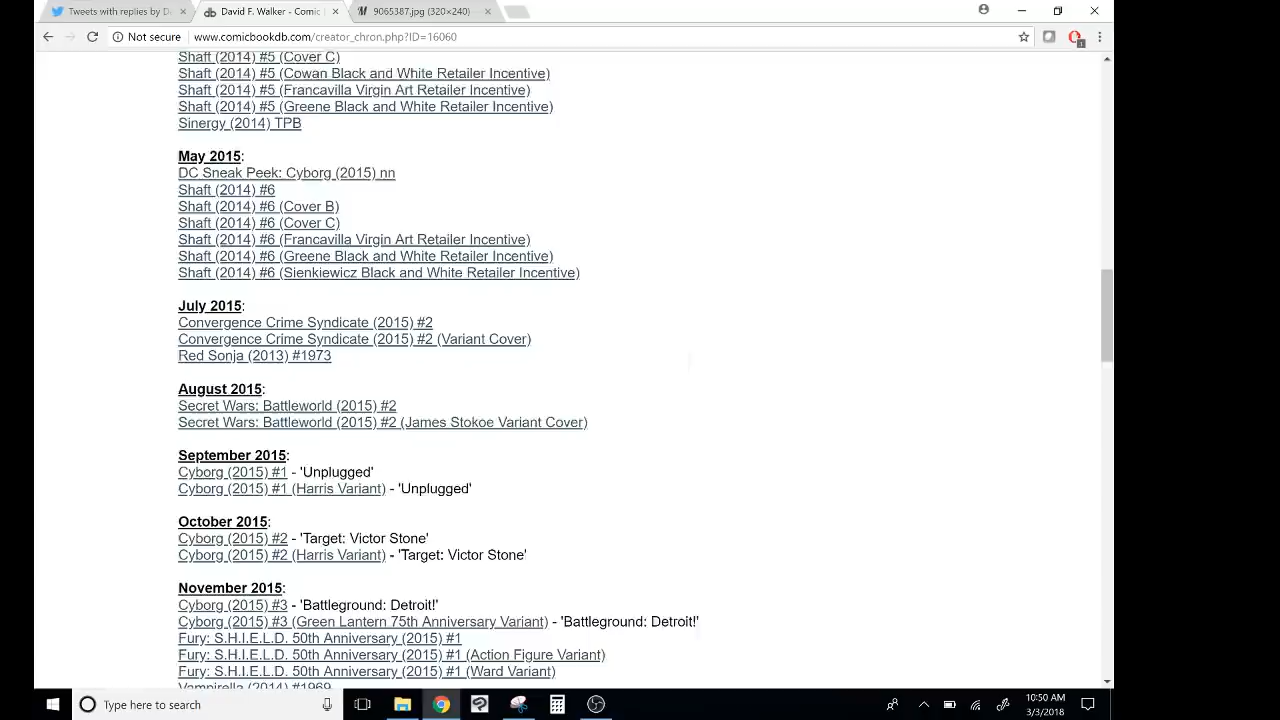 Tweets with replies by Da
David F. Walker - Comic
9065387.jpg (320×240)
Not secure
www.comicbookdb.com/creator_chron.php?ID=16060
1
Shaft (2014) #5 (Cover C)
Shaft (2014) #5 (Cowan Black and White Retailer Incentive)
Shaft (2014) #5 (Francavilla Virgin Art Retailer Incentive)
Shaft (2014) #5 (Greene Black and White Retailer Incentive)
Sinergy (2014) TPB
May 2015:
DC Sneak Peek: Cyborg (2015) nn
Shaft (2014) #6
Shaft (2014) #6 (Cover B)
Shaft (2014) #6 (Cover C)
Shaft (2014) #6 (Francavilla Virgin Art Retailer Incentive)
Shaft (2014) #6 (Greene Black and White Retailer Incentive)
Shaft (2014) #6 (Sienkiewicz Black and White Retailer Incentive)
July 2015:
Convergence Crime Syndicate (2015) #2
Convergence Crime Syndicate (2015) #2 (Variant Cover)
Red Sonja (2013) #1973
August 2015:
Secret Wars: Battleworld (2015) #2
Secret Wars: Battleworld (2015) #2 (James Stokoe Variant Cover)
September 2015:
Cyborg (2015) #1 - 'Unplugged'
Cyborg (2015) #1 (Harris Variant) - 'Unplugged'
October 2015:
Cyborg (2015) #2 - 'Target: Victor Stone'
Cyborg (2015) #2 (Harris Variant) - 'Target: Victor Stone'
November 2015:
Cyborg (2015) #3 - 'Battleground: Detroit!'
Cyborg (2015) #3 (Green Lantern 75th Anniversary Variant) - 'Battleground: Detroit!'
Fury: S.H.I.E.L.D. 50th Anniversary (2015) #1
Fury: S.H.I.E.L.D. 50th Anniversary (2015) #1 (Action Figure Variant)
Fury: S.H.I.E.L.D. 50th Anniversary (2015) #1 (Ward Variant)
Vampirella (2014) #1969
Type here to search
10:50 AM
3/3/2018